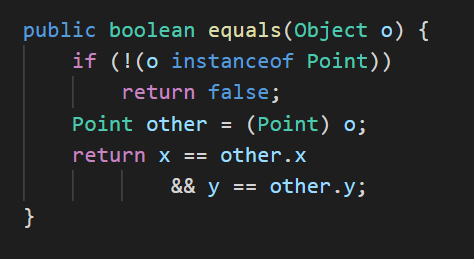 public boolean equals(Object o) {
    if (!(o instanceof Point))
        return false;
    Point other = (Point) o;
    return x == other.x
            && y == other.y;
}